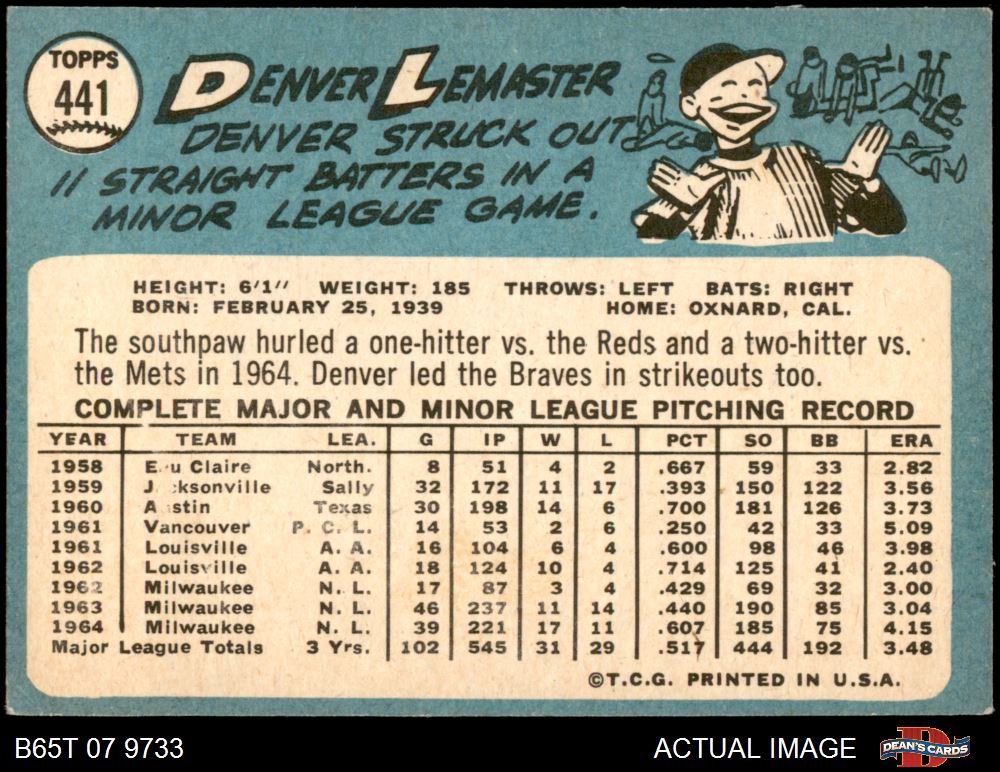 TOPPS
441
DENVER LEMASTER
DENVER STRUCK OUT
11 STRAIGHT BATTERS IN A
MINOR LEAGUE GAME.
HEIGHT: 6'1" WEIGHT: 185 THROWS: LEFT BATS: RIGHT
BORN: FEBRUARY 25, 1939 HOME: OXNARD, CAL.
The southpaw hurled a one-hitter vs. the Reds and a two-hitter vs.
the Mets in 1964. Denver led the Braves in strikeouts too.
COMPLETE MAJOR AND MINOR LEAGUE PITCHING RECORD
YEAR TEAM LEA. G IP W L PCT SO BB ERA
1958 Eau Claire North. 8 51 4 2 .667 59 33 2.82
1959 Jacksonville Sally 32 172 11 17 .393 150 122 3.56
1960 Austin Texas 30 198 14 6 .700 181 126 3.73
1961 Vancouver P. C. L. 14 53 2 6 .250 42 33 5.09
1961 Louisville A. A. 16 104 6 4 .600 98 46 3.98
1962 Louisville A. A. 18 124 10 4 .714 125 41 2.40
1962 Milwaukee N. L. 17 87 3 4 .429 69 32 3.00
1963 Milwaukee N. L. 46 237 11 14 .440 190 85 3.04
1964 Milwaukee N. L. 39 221 17 11 .607 185 75 4.15
Major League Totals 3 Yrs. 102 545 31 29 .517 444 192 3.48
©T.C.G. PRINTED IN U.S.A.
B65T 07 9733 ACTUAL IMAGE DEAN'S CARDS